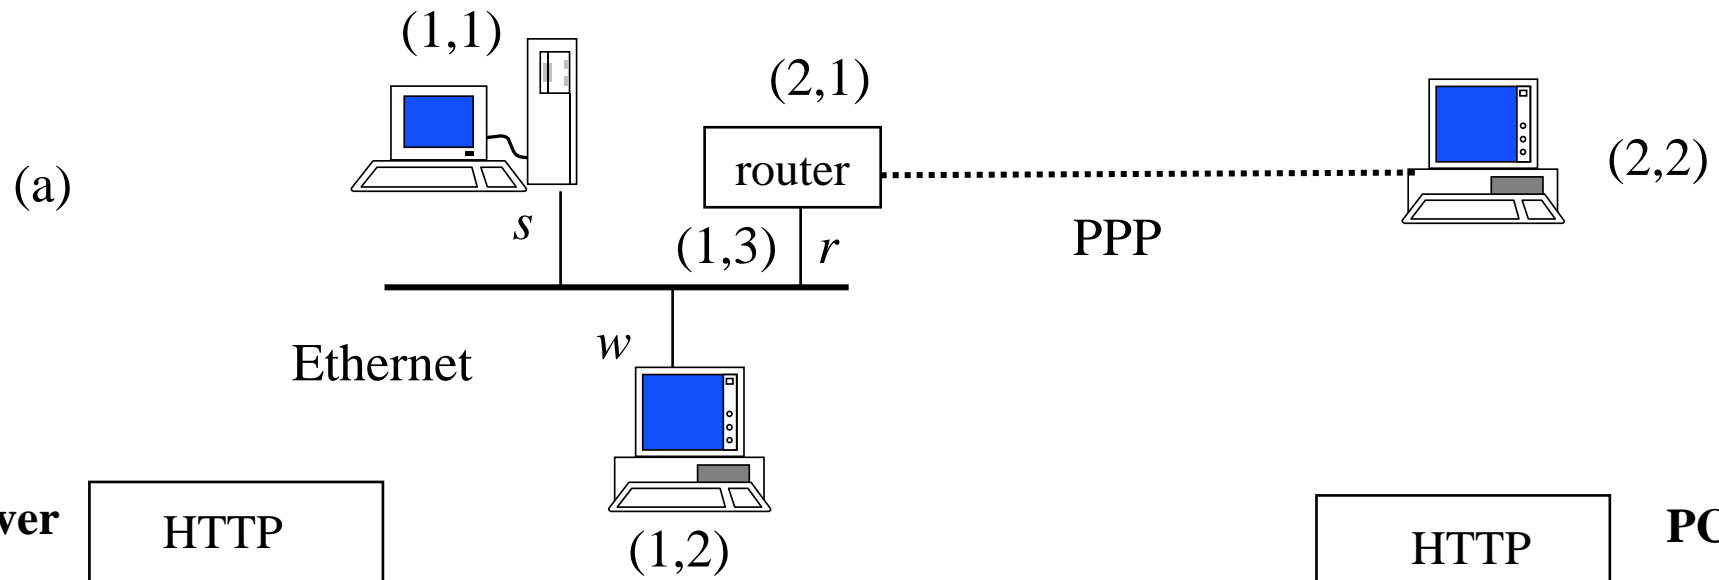 (1,1)
(2,1)
router
(a)
(2,2)
s
(1,3)
r
PPP
w
Ethernet
HTTP
(1,2)
HTTP